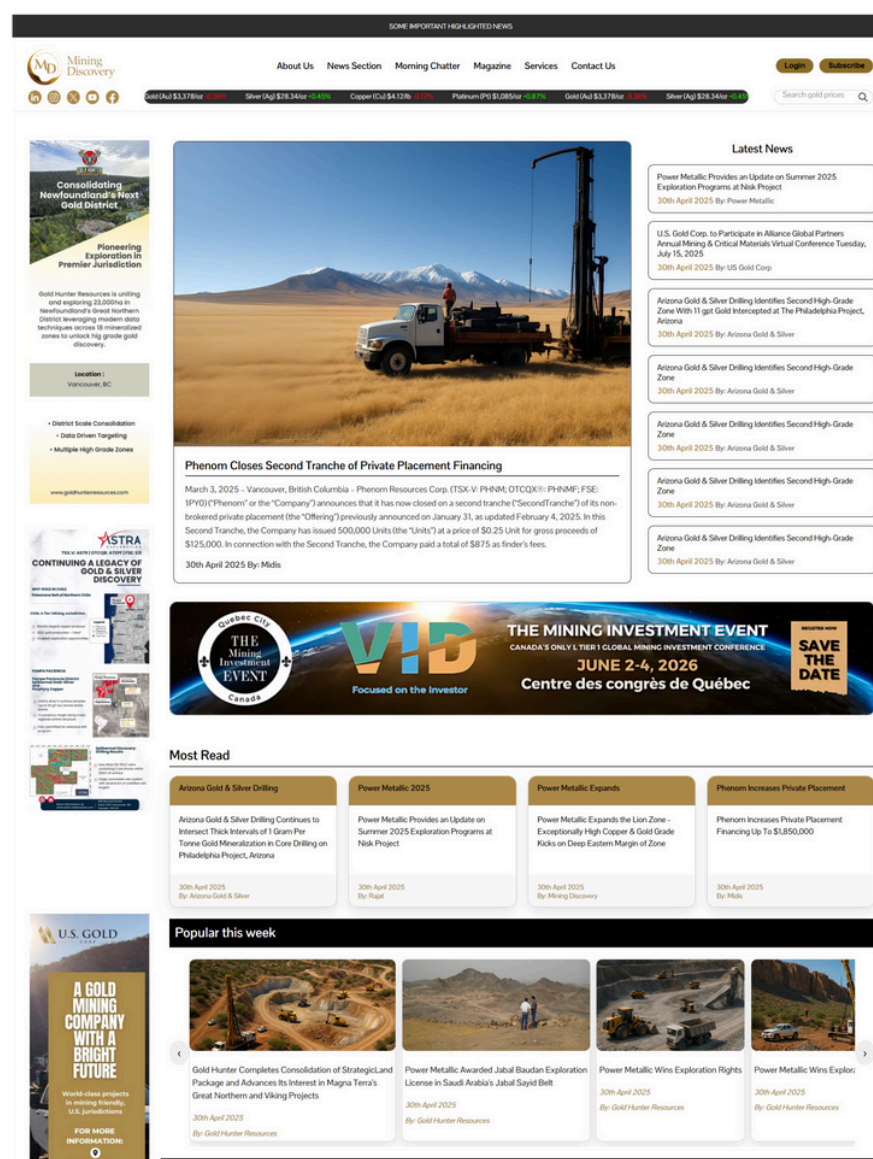 SOME IMPORTANT HIGHLIGHTED NEWS
MD
Mining
Discovery
About Us
News Section
Morning Chatter
Magazine
Services
Contact Us
Login
Subscribe
Gold (Au) $3,378/oz -0.36%
Silver (Ag) $28.34/oz +0.45%
Copper (Cu) $4.12/lb
Platinum (Pt) $1,085/oz +0.87%
Gold (Au) $3,378/oz -0.36%
Silver (Ag) $28.34/oz +0.45
Search gold prices
Consolidating
Newfoundland's Next
Gold District
Pioneering
Exploration in
Premier Jurisdiction
Gold Hunter Resources is uniting
and exploring 23,000ha in
Newfoundland's Great Northern
District leveraging modern data
techniques across 18 mineralized
zones to unlock hig grade gold
discovery.
Location :
Vancouver, BC
• District Scale Consolidation
• Data Driven Targeting
• Multiple High Grade Zones
www.goldhunterresources.com
ASTRA
CONTINUING A LEGACY OF
GOLD & SILVER
DISCOVERY
U.S. GOLD
CORP
A GOLD
MINING
COMPANY
WITH A
BRIGHT
FUTURE
World-class projects
in mining friendly,
U.S. jurisdictions
FOR MORE
INFORMATION:
Phenom Closes Second Tranche of Private Placement Financing
March 3, 2025 – Vancouver, British Columbia – Phenom Resources Corp. (TSX-V: PHNM; OTCQX®: PHNMF; FSE:
1PY0) ("Phenom" or the "Company") announces that it has now closed on a second tranche ("SecondTranche") of its non-
brokered private placement (the "Offering") previously announced on January 31, as updated February 4, 2025. In this
Second Tranche, the Company has issued 500,000 Units (the "Units") at a price of $0.25 Unit for gross proceeds of
$125,000. In connection with the Second Tranche, the Company paid a total of $875 as finder's fees.
30th April 2025 By: Midis
Latest News
Power Metallic Provides an Update on Summer 2025
Exploration Programs at Nisk Project
30th April 2025 By: Power Metallic
U.S. Gold Corp. to Participate in Alliance Global Partners
Annual Mining & Critical Materials Virtual Conference Tuesday,
July 15, 2025
30th April 2025 By: US Gold Corp
Arizona Gold & Silver Drilling Identifies Second High-Grade
Zone With 11 gpt Gold Intercepted at The Philadelphia Project,
Arizona
30th April 2025 By: Arizona Gold & Silver
Arizona Gold & Silver Drilling Identifies Second High-Grade
Zone
30th April 2025 By: Arizona Gold & Silver
Arizona Gold & Silver Drilling Identifies Second High-Grade
Zone
30th April 2025 By: Arizona Gold & Silver
Arizona Gold & Silver Drilling Identifies Second High-Grade
Zone
30th April 2025 By: Arizona Gold & Silver
Arizona Gold & Silver Drilling Identifies Second High-Grade
Zone
30th April 2025 By: Arizona Gold & Silver
Quebec City
THE
Mining
Investment
EVENT
Canada
VID
Focused on the Investor
THE MINING INVESTMENT EVENT
CANADA'S ONLY L TIER 1 GLOBAL MINING INVESTMENT CONFERENCE
JUNE 2-4, 2026
Centre des congrès de Québec
REGISTER NOW
SAVE
THE
DATE
Most Read
Arizona Gold & Silver Drilling
Arizona Gold & Silver Drilling Continues to
Intersect Thick Intervals of 1 Gram Per
Tonne Gold Mineralization in Core Drilling on
Philadelphia Project, Arizona
30th April 2025
By: Arizona Gold & Silver
Power Metallic 2025
Power Metallic Provides an Update on
Summer 2025 Exploration Programs at
Nisk Project
30th April 2025
By: Rajat
Power Metallic Expands
Power Metallic Expands the Lion Zone -
Exceptionally High Copper & Gold Grade
Kicks on Deep Eastern Margin of Zone
30th April 2025
By: Mining Discovery
Phenom Increases Private Placement
Phenom Increases Private Placement
Financing Up To $1,850,000
30th April 2025
By: Midis
Popular this week
Gold Hunter Completes Consolidation of StrategicLand
Package and Advances Its Interest in Magna Terra's
Great Northern and Viking Projects
30th April 2025
By: Gold Hunter Resources
Power Metallic Awarded Jabal Baudan Exploration
License in Saudi Arabia's Jabal Sayid Belt
30th April 2025
By: Gold Hunter Resources
Power Metallic Wins Exploration Rights
30th April 2025
By: Gold Hunter Resources
Power Metallic Wins Explora
30th April 2025
By: Gold Hunter Resources